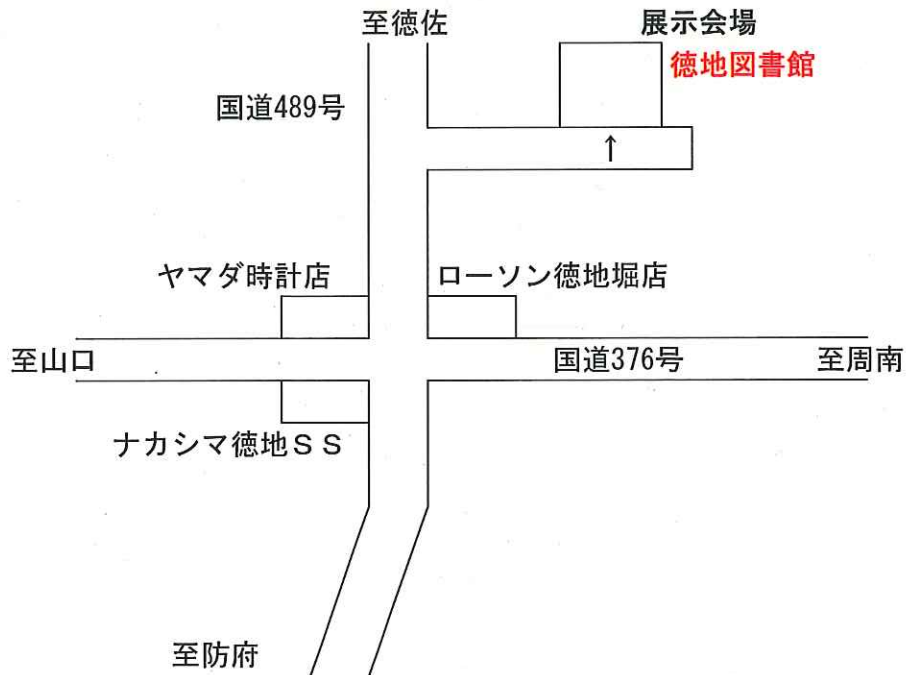 至徳佐
展示会場
徳地図書館
国道489号
↑
ヤマダ時計店
ローソン徳地堀店
至山口
国道376号
至周南
ナカシマ徳地ＳＳ
至防府